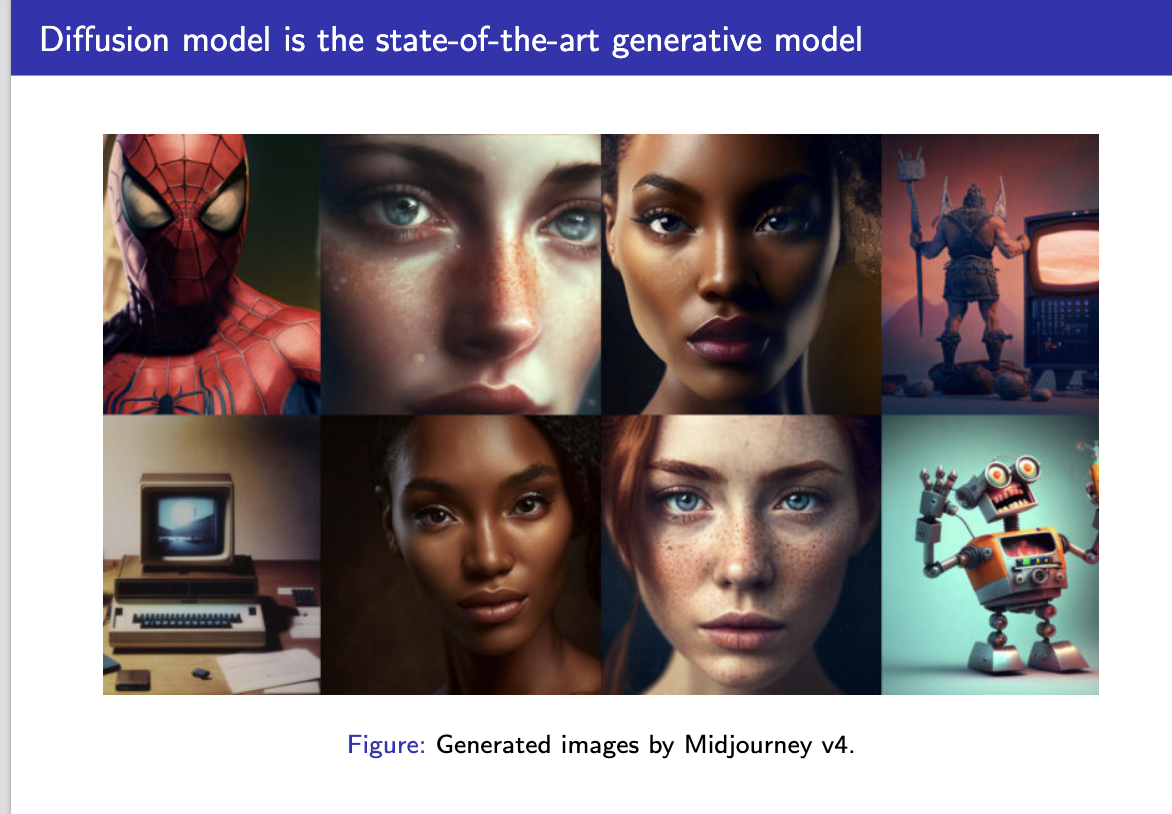 Diffusion model is the state-of-the-art generative model
Figure: Generated images by Midjourney v4.